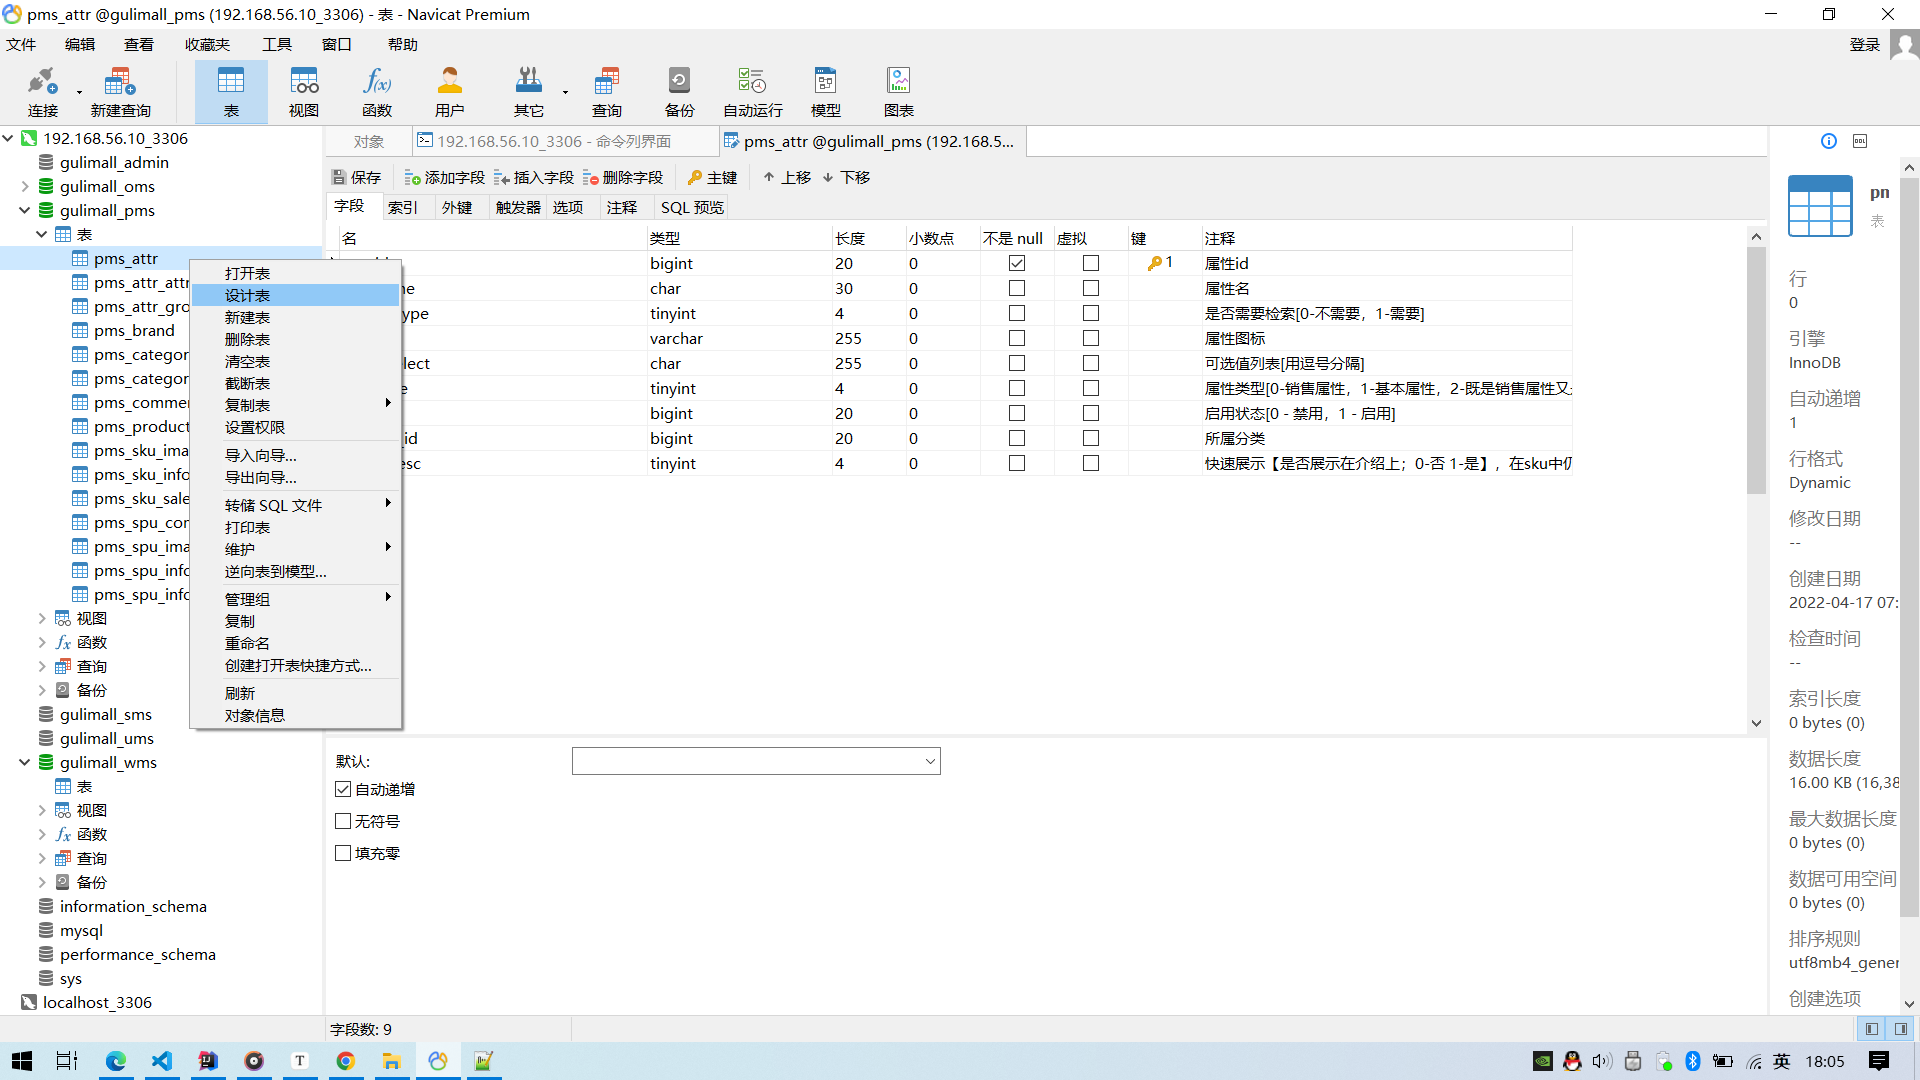 pms_attr @gulimall_pms (192.168.56.10_3306) - 表 - Navicat Premium
文件 编辑 查看 收藏夹 工具 窗口 帮助 登录
连接 新建查询 表 视图 函数 用户 其它 查询 备份 自动运行 模型 图表
192.168.56.10_3306
gulimall_admin
gulimall_oms
gulimall_pms
表
pms_attr
pms_attr_attr
pms_attr_gro
pms_brand
pms_categor
pms_categor
pms_comme
pms_product
pms_sku_ima
pms_sku_info
pms_sku_sale
pms_spu_con
pms_spu_ima
pms_spu_info
pms_spu_info
视图
函数
查询
备份
gulimall_sms
gulimall_ums
gulimall_wms
表
视图
函数
查询
备份
information_schema
mysql
performance_schema
sys
localhost_3306
打开表
设计表
新建表
删除表
清空表
截断表
复制表
设置权限
导入向导...
导出向导...
转储 SQL 文件
打印表
维护
逆向表到模型...
管理组
复制
重命名
创建打开表快捷方式...
刷新
对象信息
对象 192.168.56.10_3306 - 命令列界面 pms_attr @gulimall_pms (192.168.5...
保存 添加字段 插入字段 删除字段 主键 上移 下移
字段 索引 外键 触发器 选项 注释 SQL 预览
名 类型 长度 小数点 不是 null 虚拟 键 注释
bigint 20 0 1 属性id
ne char 30 0 属性名
ype tinyint 4 0 是否需要检索[0-不需要，1-需要]
varchar 255 0 属性图标
lect char 255 0 可选值列表[用逗号分隔]
e tinyint 4 0 属性类型[0-销售属性，1-基本属性，2-既是销售属性又
bigint 20 0 启用状态[0 - 禁用，1 - 启用]
_id bigint 20 0 所属分类
esc tinyint 4 0 快速展示【是否展示在介绍上；0-否 1-是】，在sku中
默认:
自动递增
无符号
填充零
字段数: 9
pn
表
行
0
引擎
InnoDB
自动递增
1
行格式
Dynamic
修改日期
--
创建日期
2022-04-17 07:
检查时间
--
索引长度
0 bytes (0)
数据长度
16.00 KB (16,38
最大数据长度
0 bytes (0)
数据可用空间
0 bytes (0)
排序规则
utf8mb4_gener
创建选项
英 18:05